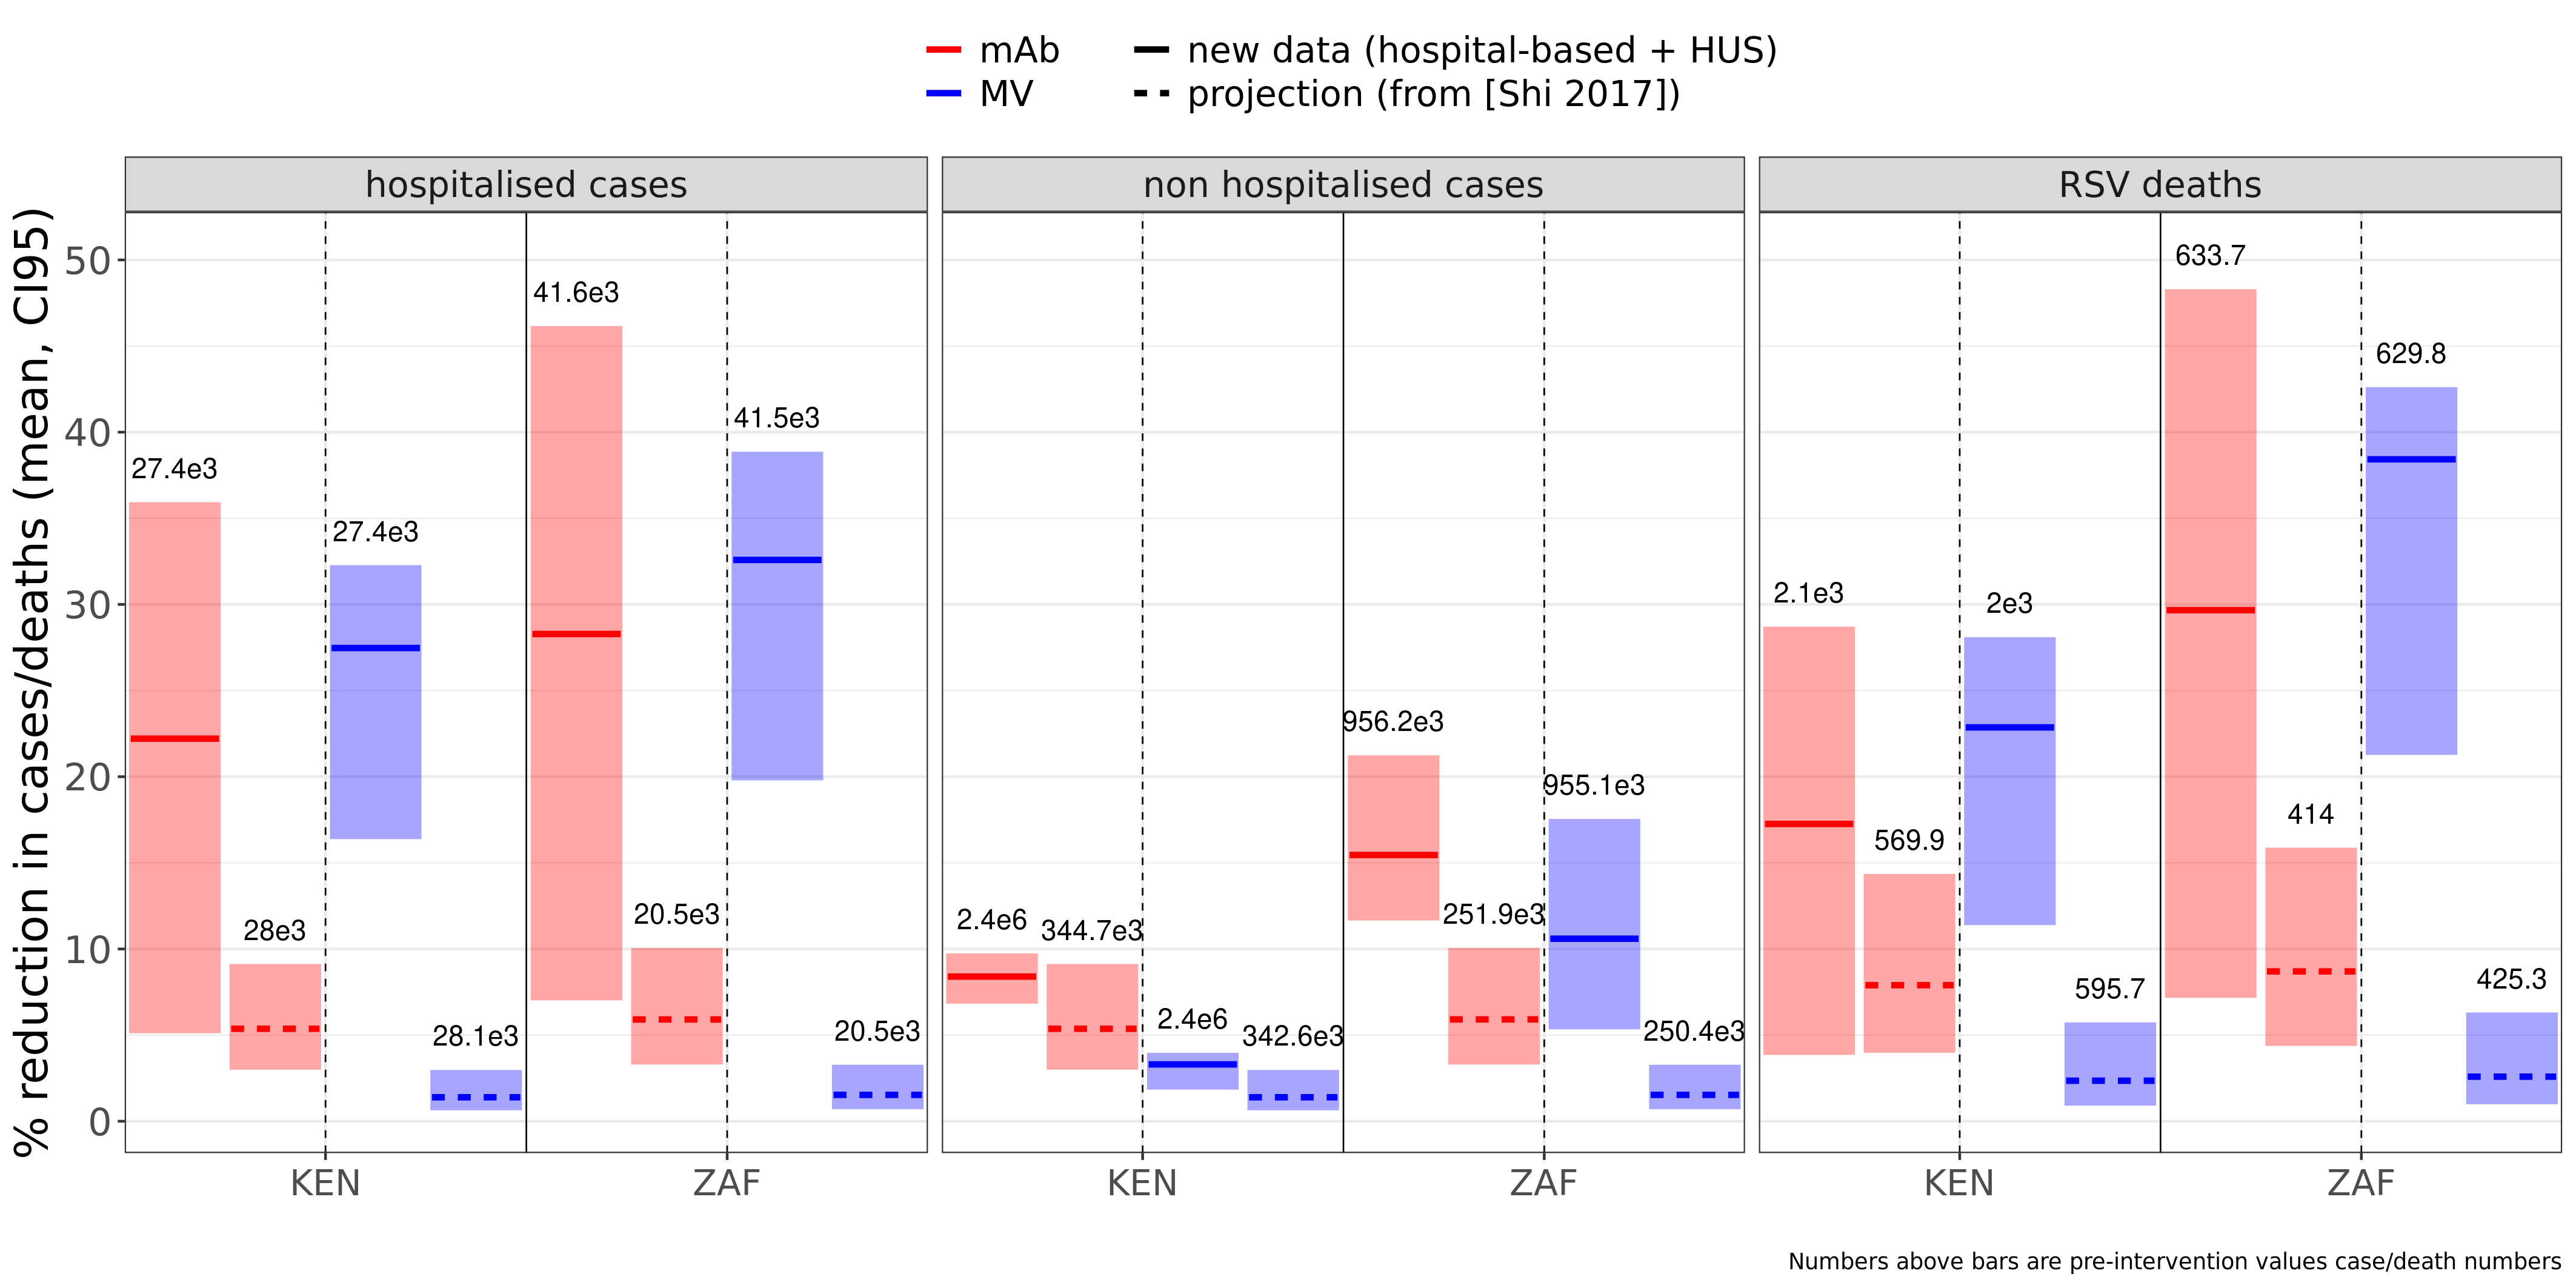 mAb
MV
new data (hospital-based + HUS)
projection (from [Shi 2017])
% reduction in cases/deaths (mean, CI95)
50
40
30
20
10
0
hospitalised cases
27.4e3
28e3
27.4e3
28.1e3
41.6e3
20.5e3
41.5e3
20.5e3
KEN
ZAF
non hospitalised cases
2.4e6
344.7e3
2.4e6
342.6e3
956.2e3
251.9e3
955.1e3
250.4e3
KEN
ZAF
RSV deaths
2.1e3
569.9
2e3
595.7
633.7
414
629.8
425.3
KEN
ZAF
Numbers above bars are pre-intervention values case/death numbers